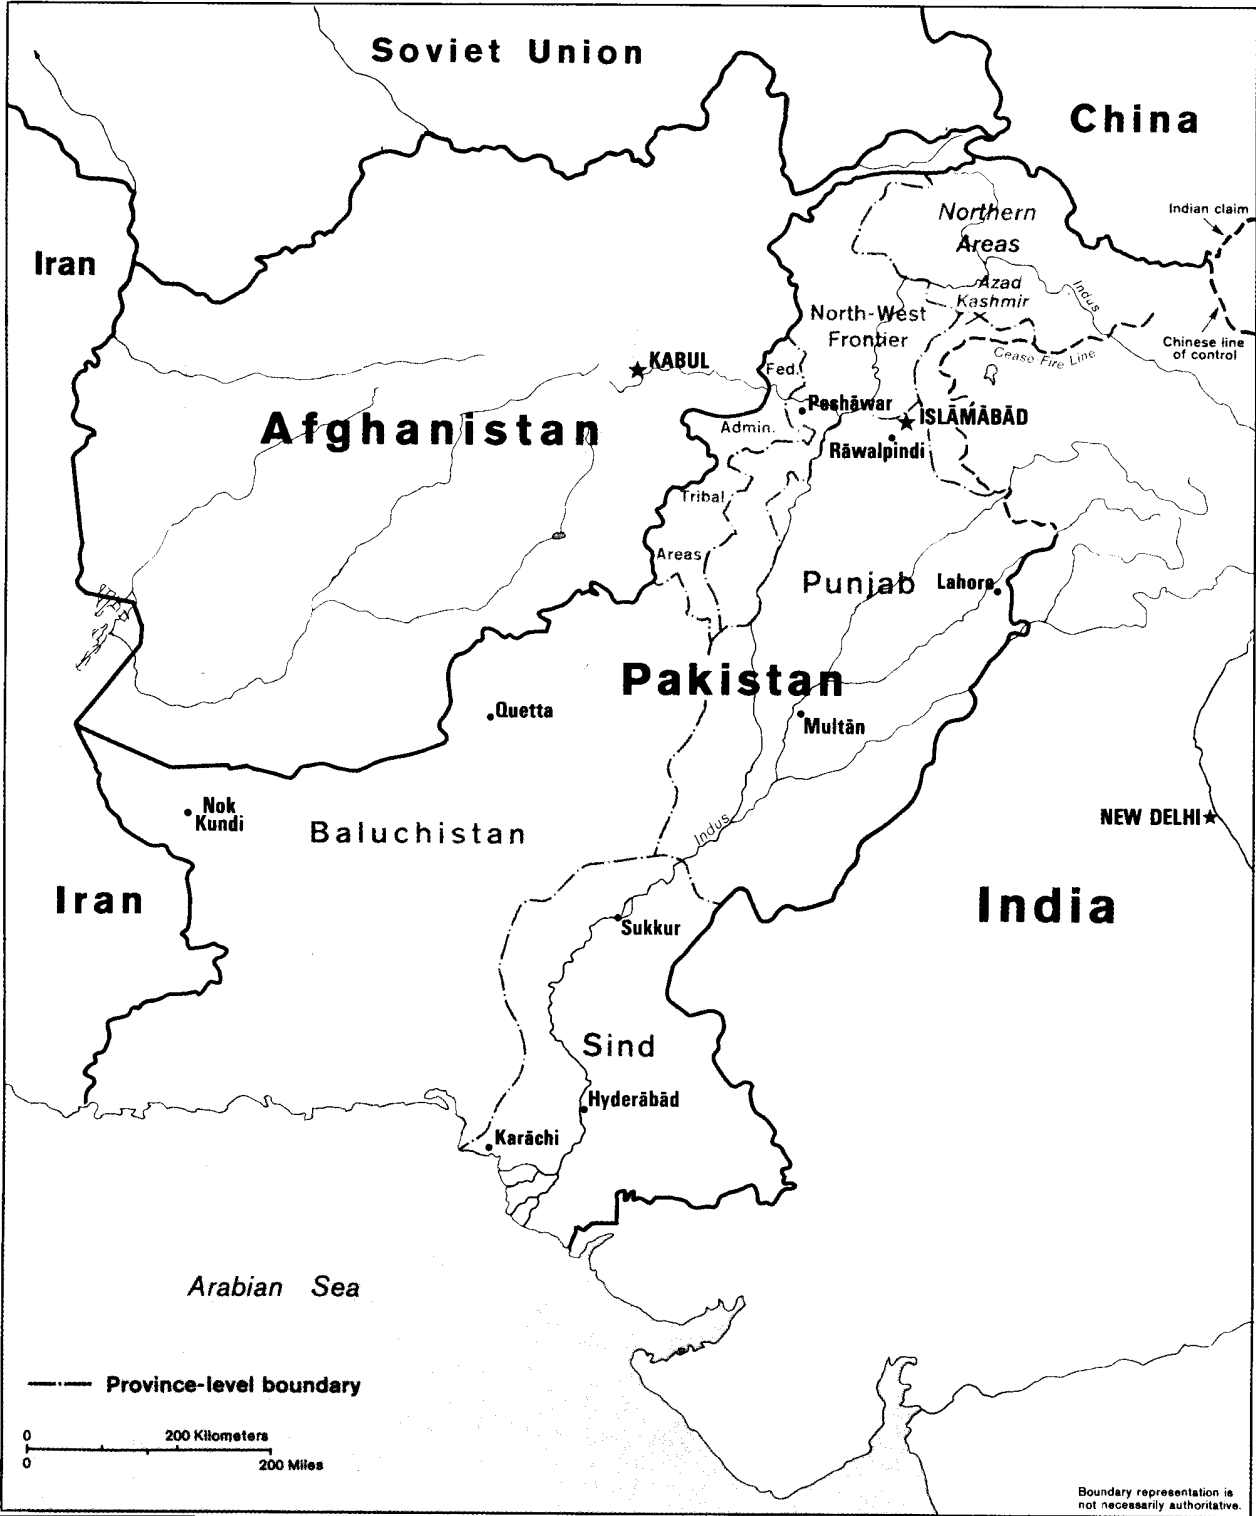 Soviet Union
China
Indian claim
Northern
Areas
Iran
Azad
Kashmir
Indus
North-West
Frontier
Chinese line
of control
Cease Fire Line
KABUL
Fed.
Peshāwar
ISLĀMĀBĀD
Afghanistan
Admin.
Rāwalpindi
Tribal
Areas
Punjab
Lahore
Pakistan
Quetta
Multān
Nok
Kundi
Baluchistan
Indus
NEW DELHI
Iran
India
Sukkur
Sind
Hyderābād
Karāchi
Arabian Sea
Province-level boundary
0 200 Kilometers
0 200 Miles
Boundary representation is
not necessarily authoritative.